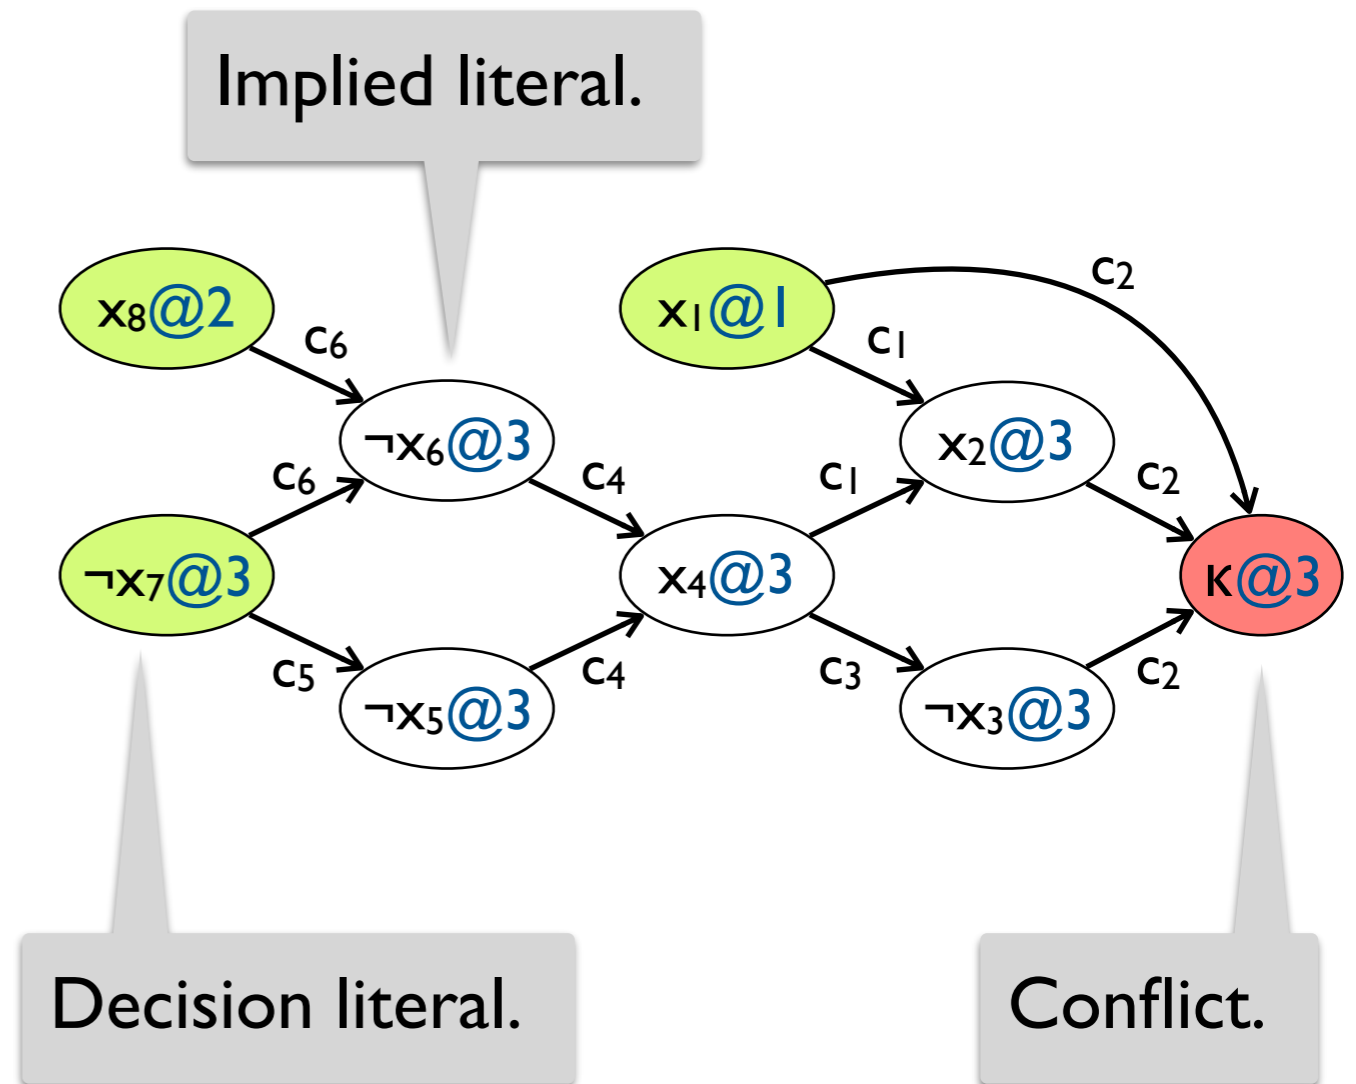 Implied literal.
x₈@2
x₁@1
c₂
c₆
c₁
¬x₆@3
x₂@3
c₆
c₄
c₁
c₂
¬x₇@3
x₄@3
κ@3
c₅
c₄
c₃
c₂
¬x₅@3
¬x₃@3
Decision literal.
Conflict.